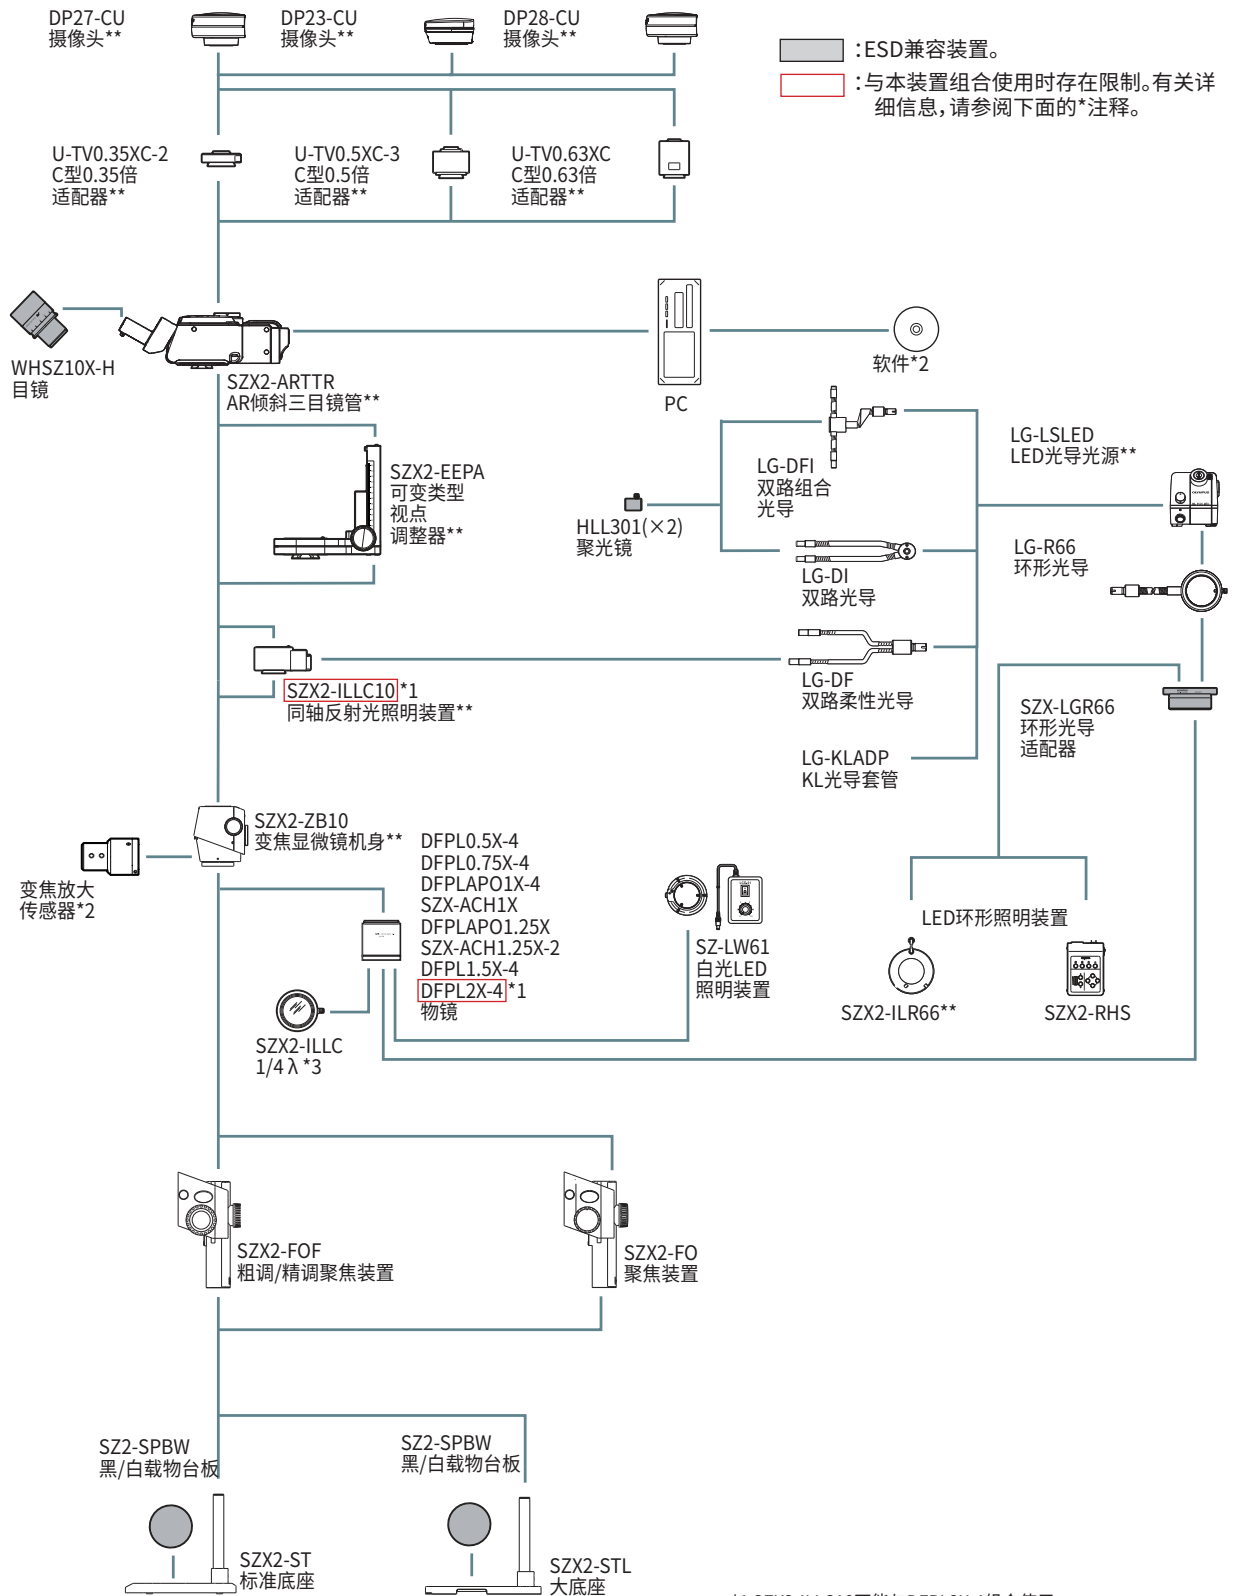 DP27-CU
摄像头**
DP23-CU
摄像头**
DP28-CU
摄像头**
:ESD兼容装置。
:与本装置组合使用时存在限制。有关详
细信息,请参阅下面的*注释。
U-TV0.35XC-2
C型0.35倍
适配器**
U-TV0.5XC-3
C型0.5倍
适配器**
U-TV0.63XC
C型0.63倍
适配器**
WHSZ10X-H
目镜
SZX2-ARTTR
AR倾斜三目镜管**
PC
软件*2
SZX2-EEPA
可变类型
视点
调整器**
HLL301(×2)
聚光镜
LG-DFI
双路组合
光导
LG-LSLED
LED光导光源**
LG-DI
双路光导
LG-R66
环形光导
SZX2-ILLC10 *1
同轴反射光照明装置**
LG-DF
双路柔性光导
SZX-LGR66
环形光导
适配器
LG-KLADP
KL光导套管
SZX2-ZB10
变焦显微镜机身**
变焦放大
传感器*2
DFPL0.5X-4
DFPL0.75X-4
DFPLAPO1X-4
SZX-ACH1X
DFPLAPO1.25X
SZX-ACH1.25X-2
DFPL1.5X-4
DFPL2X-4 *1
物镜
SZ-LW61
白光LED
照明装置
LED环形照明装置
SZX2-ILR66**
SZX2-RHS
SZX2-ILLC
1/4λ *3
SZX2-FOF
粗调/精调聚焦装置
SZX2-FO
聚焦装置
SZ2-SPBW
黑/白载物台板
SZ2-SPBW
黑/白载物台板
SZX2-ST
标准底座
SZX2-STL
大底座